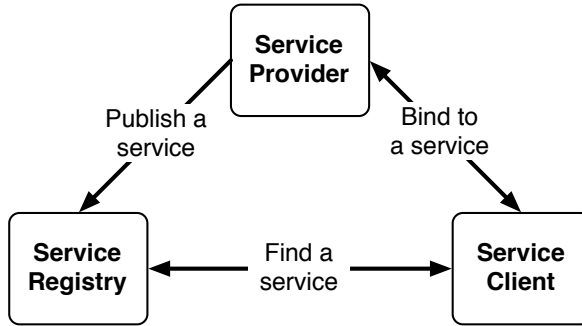 Service
Provider
Publish a
service
Bind to
a service
Service
Registry
Find a
service
Service
Client